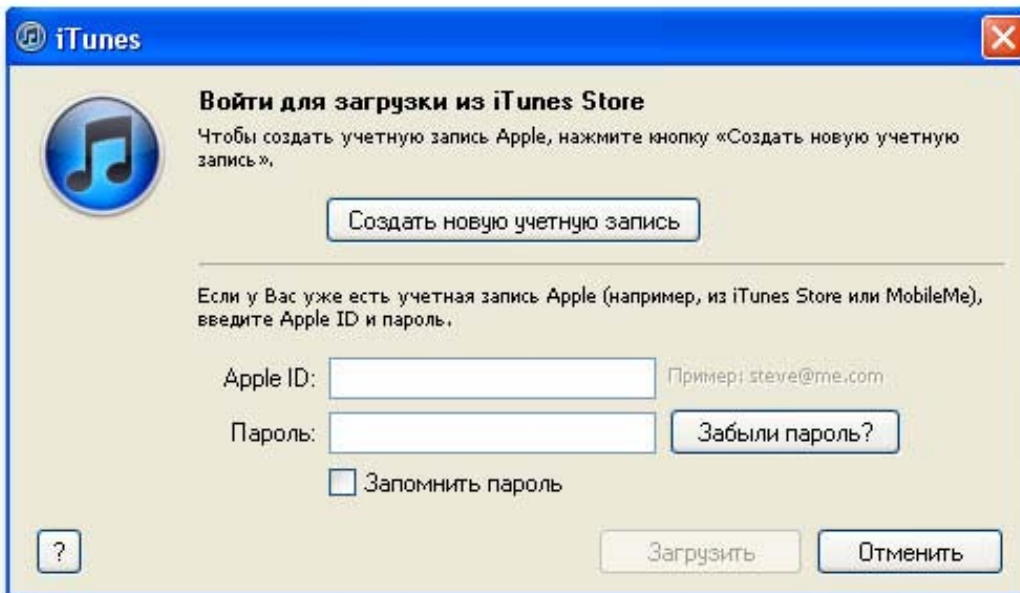 iTunes
Войти для загрузки из iTunes Store
Чтобы создать учетную запись Apple, нажмите кнопку «Создать новую учетную
запись».
Создать новую учетную запись
Если у Вас уже есть учетная запись Apple (например, из iTunes Store или MobileMe),
введите Apple ID и пароль.
Apple ID: Пример: steve@me.com
Пароль: Забыли пароль?
Запомнить пароль
? Загрузить Отменить